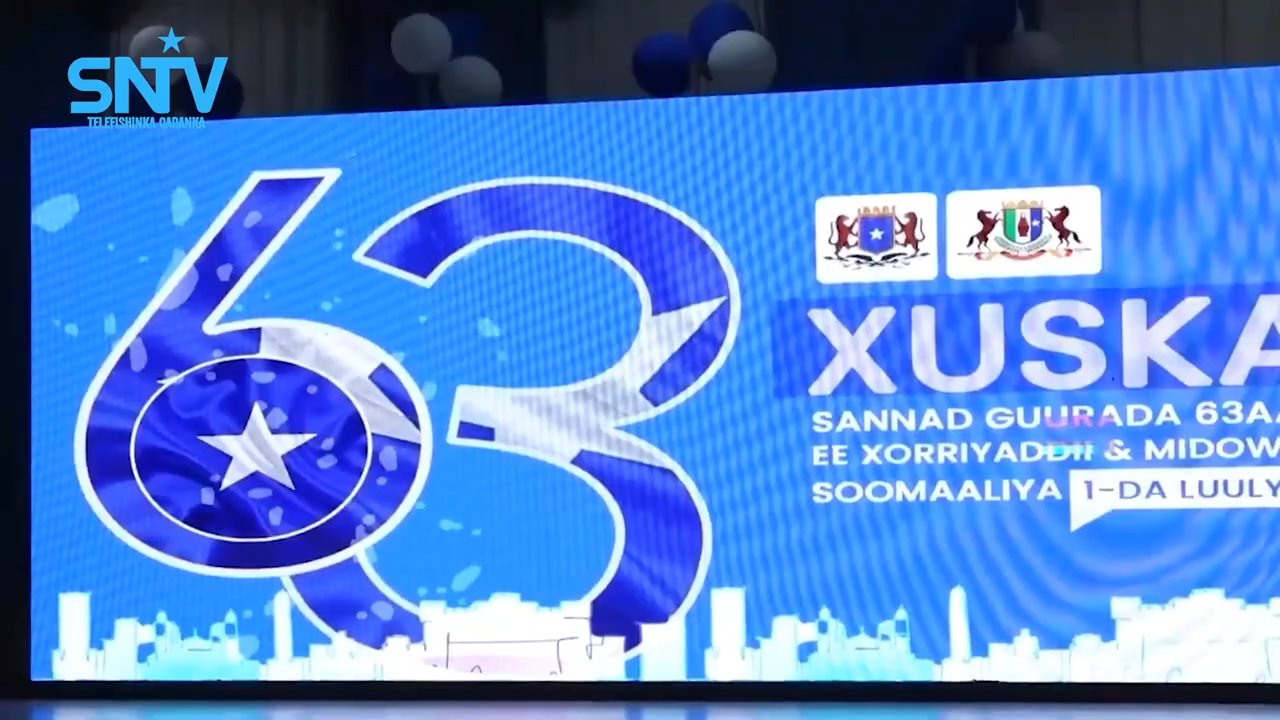 SNTV
TELEFISHINKA QARANKA
63
XUSKA
SANNAD GUURADA 63AA
EE XORRIYADDII & MIDOW
SOOMAALIYA 1-DA LUULY